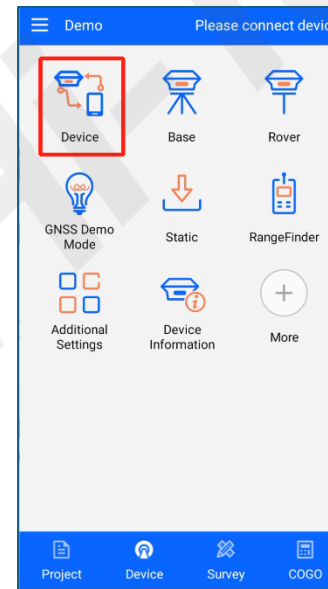 Demo Please connect devic
Device Base Rover
GNSS Demo
Mode
Static RangeFinder
Additional
Settings
Device
Information
More
Project Device Survey COGO